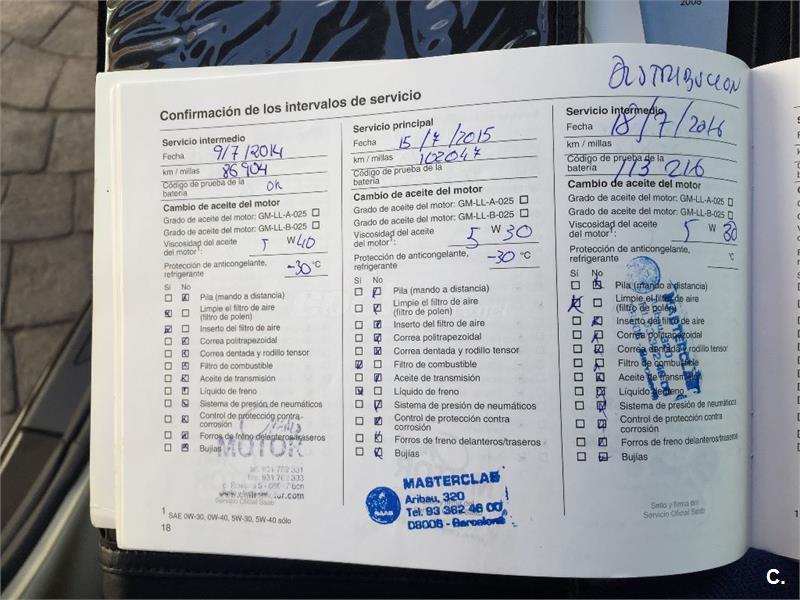 2008
DISTRIBUCION
Confirmación de los intervalos de servicio
Servicio intermedio
Fecha 9/7/2014
km / millas 86904
Código de prueba de la
batería OK
Cambio de aceite del motor
Grado de aceite del motor: GM-LL-A-025
Grado de aceite del motor: GM-LL-B-025
Viscosidad del aceite
del motor¹: 5 W 40
Protección de anticongelante,
refrigerante -30 °C
Sí No
Pila (mando a distancia)
Limpie el filtro de aire
(filtro de polen)
Inserto del filtro de aire
Correa politrapezoidal
Correa dentada y rodillo tensor
Filtro de combustible
Aceite de transmisión
Líquido de freno
Sistema de presión de neumáticos
Control de protección contra-
corrosión
Forros de freno delanteros/traseros
Bujías
MOTOR
Servicio Oficial Saab
1 SAE 0W-30, 0W-40, 5W-30, 5W-40 sólo
18
Servicio principal
Fecha 15/7/2015
km / millas 102047
Código de prueba de la
batería
Cambio de aceite del motor
Grado de aceite del motor: GM-LL-A-025
Grado de aceite del motor: GM-LL-B-025
Viscosidad del aceite
del motor¹: 5 W 30
Protección de anticongelante,
refrigerante -30 °C
Sí No
Pila (mando a distancia)
Limpie el filtro de aire
(filtro de polen)
Inserto del filtro de aire
Correa politrapezoidal
Correa dentada y rodillo tensor
Filtro de combustible
Aceite de transmisión
Líquido de freno
Sistema de presión de neumáticos
Control de protección contra
corrosión
Forros de freno delanteros/traseros
Bujías
MASTERCLAS
Aribau, 320
Tel. 93 362 46 00
08006 - Barcelona
SAAB
Servicio intermedio
Fecha 18/7/2016
km / millas
Código de prueba de la
batería 113216
Cambio de aceite del motor
Grado de aceite del motor: GM-LL-A-025
Grado de aceite del motor: GM-LL-B-025
Viscosidad del aceite
del motor¹: 5 W 30
Protección de anticongelante,
refrigerante °C
Sí No
Pila (mando a distancia)
Limpie el filtro de aire
(filtro de polen)
Inserto del filtro de aire
Correa politrapezoidal
Correa dentada y rodillo tensor
Filtro de combustible
Aceite de transmisión
Líquido de freno
Sistema de presión de neumáticos
Control de protección contra
corrosión
Forros de freno delanteros/traseros
Bujías
MASTERCLAS
Sello y firma del
Servicio Oficial Saab
C.